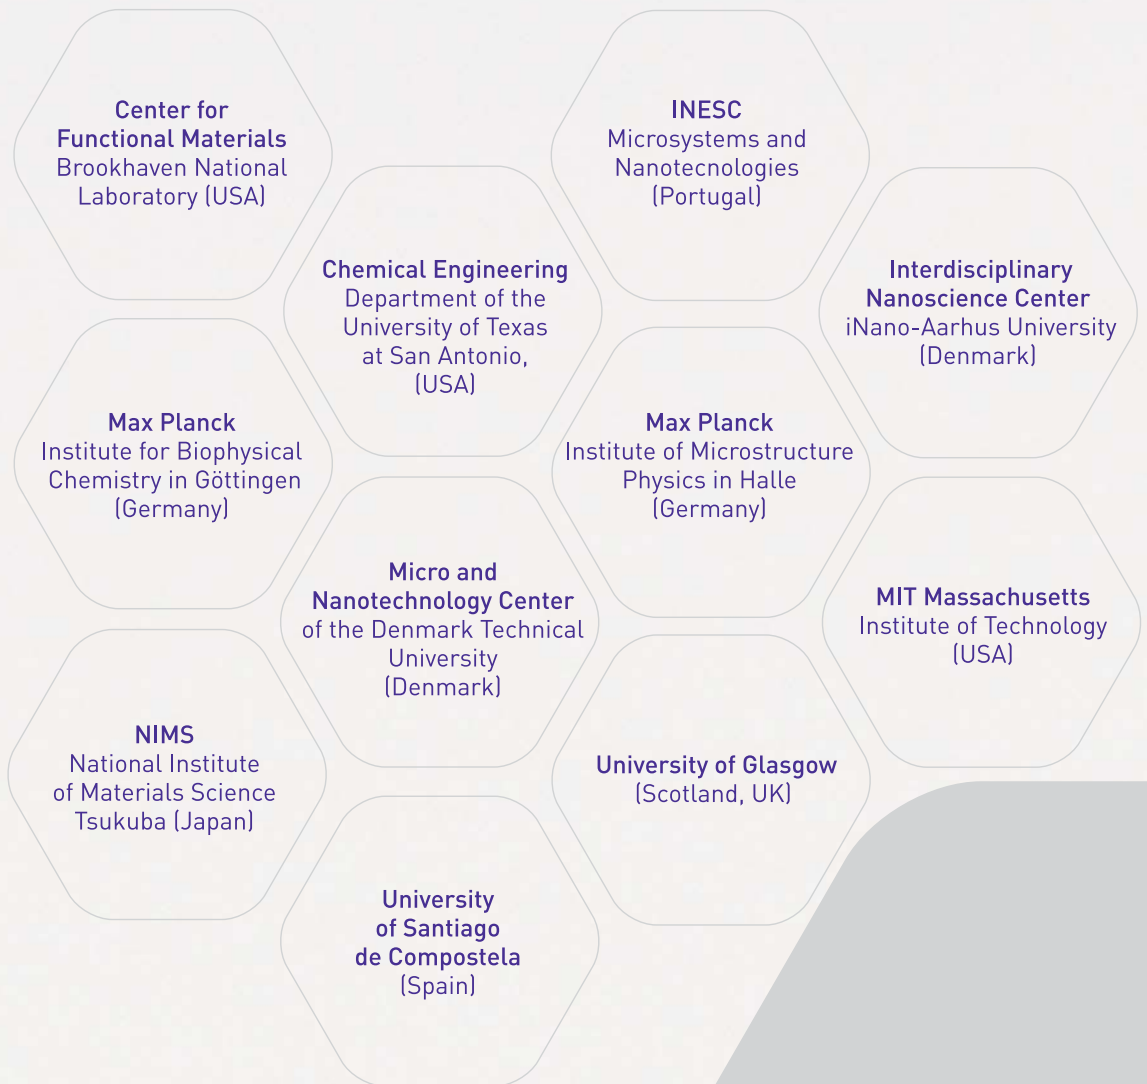 Center for
Functional Materials
Brookhaven National
Laboratory (USA)
INESC
Microsystems and
Nanotecnologies
(Portugal)
Chemical Engineering
Department of the
University of Texas
at San Antonio,
(USA)
Interdisciplinary
Nanoscience Center
iNano-Aarhus University
(Denmark)
Max Planck
Institute for Biophysical
Chemistry in Göttingen
(Germany)
Max Planck
Institute of Microstructure
Physics in Halle
(Germany)
Micro and
Nanotechnology Center
of the Denmark Technical
University
(Denmark)
MIT Massachusetts
Institute of Technology
(USA)
NIMS
National Institute
of Materials Science
Tsukuba (Japan)
University of Glasgow
(Scotland, UK)
University
of Santiago
de Compostela
(Spain)